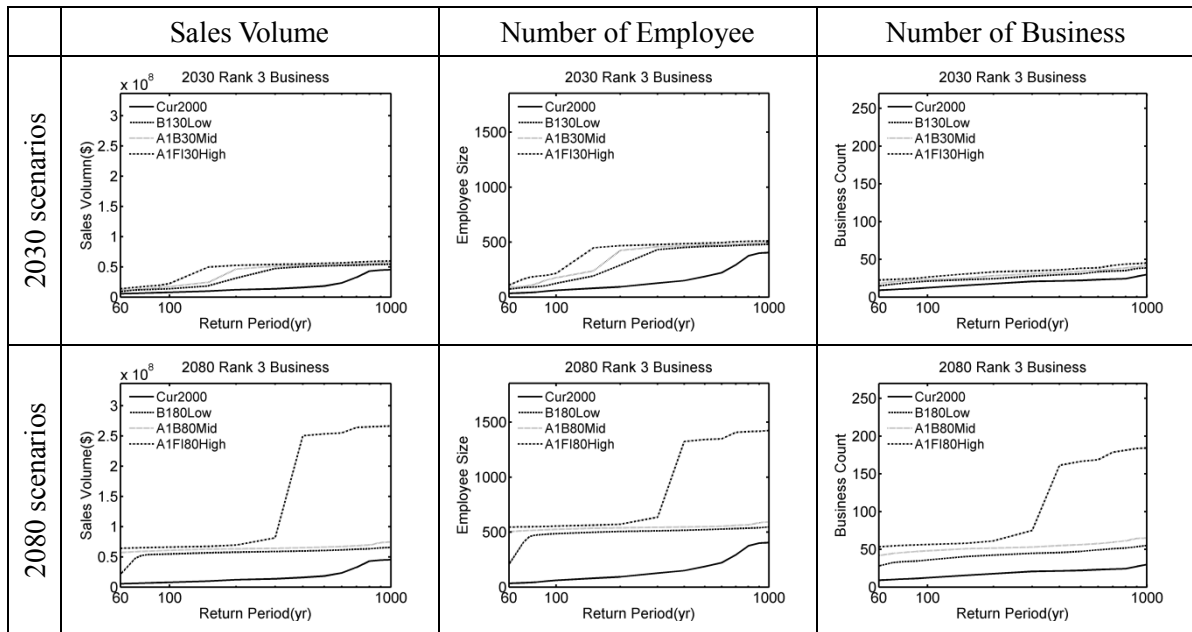 Sales Volume
Number of Employee
Number of Business
2030 scenarios
2030 Rank 3 Business
x 10⁸
Cur2000
B130Low
A1B30Mid
A1FI30High
Sales Volumn($)
3
2.5
2
1.5
1
0.5
0
60
100
1000
Return Period(yr)
2030 Rank 3 Business
Cur2000
B130Low
A1B30Mid
A1FI30High
Employee Size
1500
1000
500
0
60
100
1000
Return Period(yr)
2030 Rank 3 Business
Cur2000
B130Low
A1B30Mid
A1FI30High
Business Count
250
200
150
100
50
0
60
100
1000
Return Period(yr)
2080 scenarios
2080 Rank 3 Business
x 10⁸
Cur2000
B180Low
A1B80Mid
A1FI80High
Sales Volume($)
3
2.5
2
1.5
1
0.5
0
60
100
1000
Return Period(yr)
2080 Rank 3 Business
Cur2000
B180Low
A1B80Mid
A1FI80High
Employee Size
1500
1000
500
0
60
100
1000
Return Period(yr)
2080 Rank 3 Business
Cur2000
B180Low
A1B80Mid
A1FI80High
Business Count
250
200
150
100
50
0
60
100
1000
Return Period(yr)